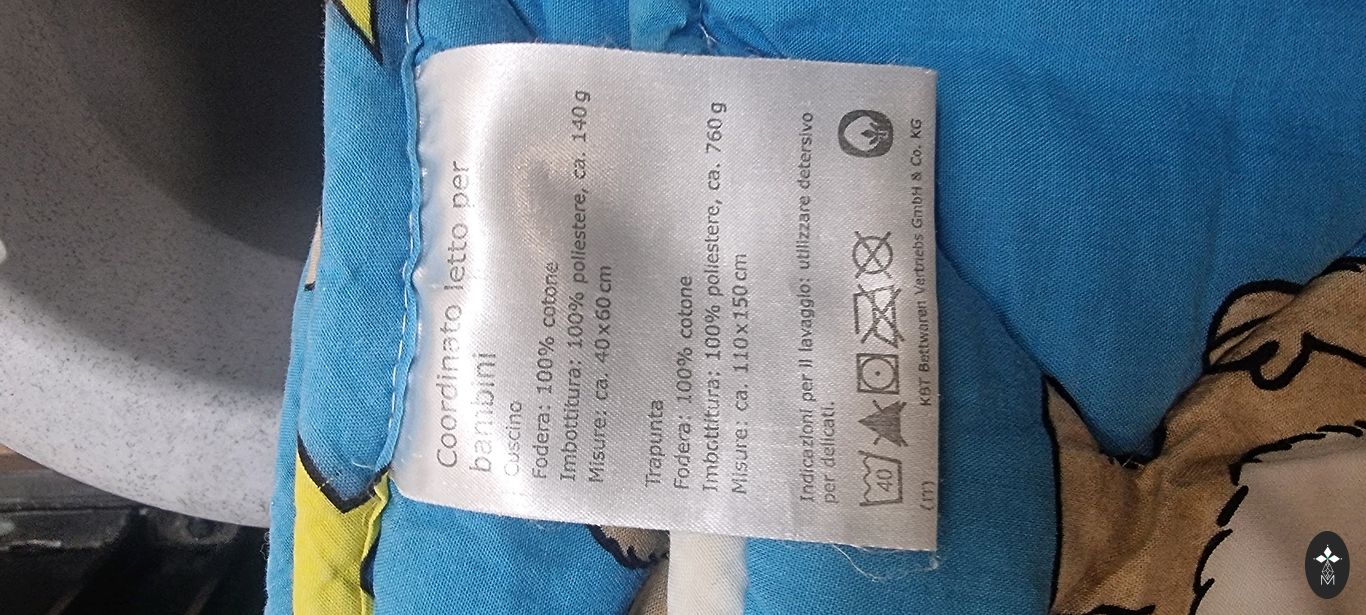 Coordinato letto per
bambini
Cuscino
Fodera: 100% cotone
Imbottitura: 100% poliestere, ca. 140 g
Misure: ca. 40x60 cm
Trapunta
Fodera: 100% cotone
Imbottitura: 100% poliestere, ca. 760 g
Misure: ca. 110x150 cm
Indicazioni per il lavaggio: utilizzare detersivo
per delicati.
40
(IT) KBT Bettwaren Vertriebs GmbH & Co. KG
M